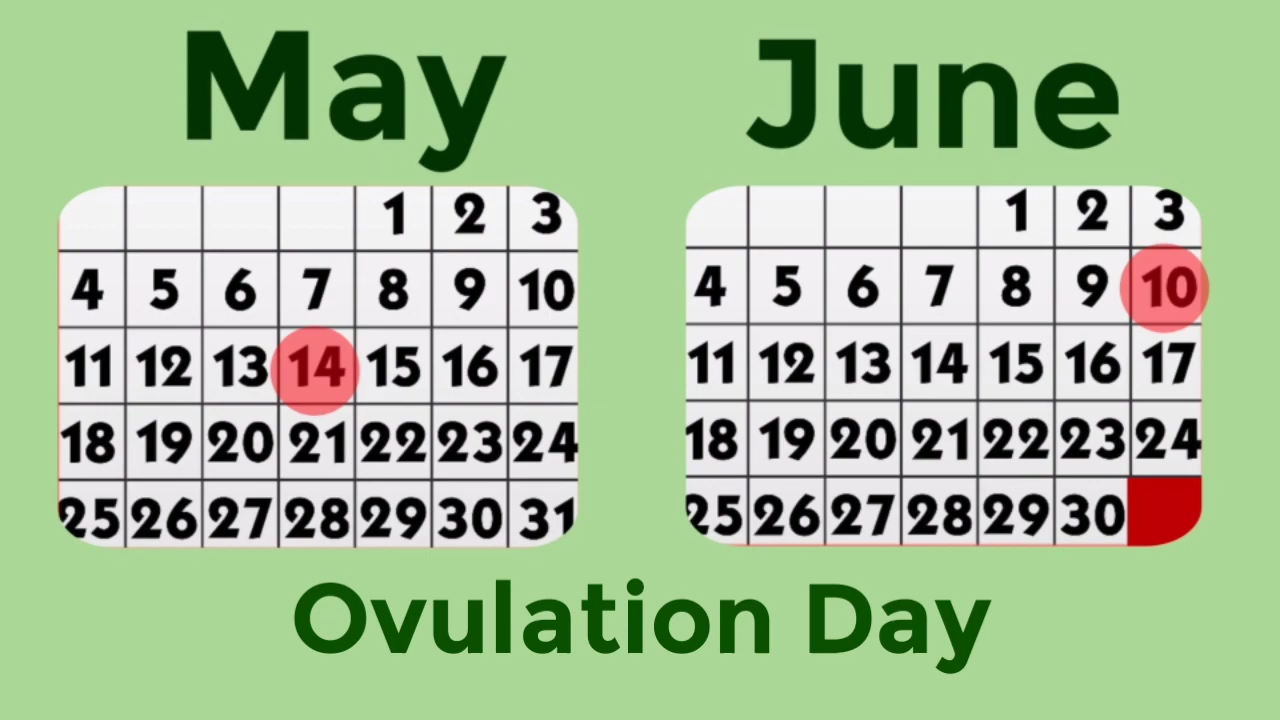 May
1 2 3
4 5 6 7 8 9 10
11 12 13 14 15 16 17
18 19 20 21 22 23 24
25 26 27 28 29 30 31
June
1 2 3
4 5 6 7 8 9 10
11 12 13 14 15 16 17
18 19 20 21 22 23 24
25 26 27 28 29 30
Ovulation Day